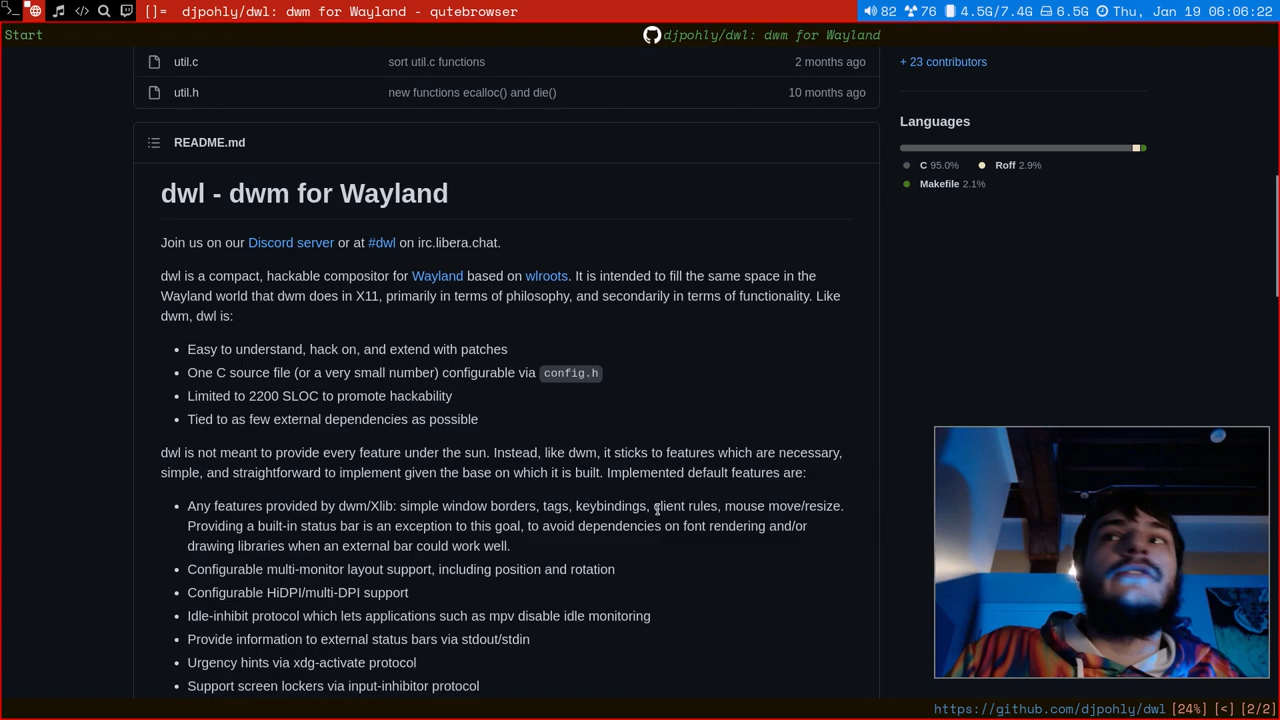 []= djpohly/dwl: dwm for Wayland - qutebrowser
82 76 4.5G/7.4G 6.5G Thu, Jan 19 06:06:22
Start
djpohly/dwl: dwm for Wayland
util.c sort util.c functions 2 months ago
util.h new functions ecalloc() and die() 10 months ago
+ 23 contributors
Languages
C 95.0% Roff 2.9%
Makefile 2.1%
README.md
dwl - dwm for Wayland
Join us on our Discord server or at #dwl on irc.libera.chat.
dwl is a compact, hackable compositor for Wayland based on wlroots. It is intended to fill the same space in the
Wayland world that dwm does in X11, primarily in terms of philosophy, and secondarily in terms of functionality. Like
dwm, dwl is:
• Easy to understand, hack on, and extend with patches
• One C source file (or a very small number) configurable via config.h
• Limited to 2200 SLOC to promote hackability
• Tied to as few external dependencies as possible
dwl is not meant to provide every feature under the sun. Instead, like dwm, it sticks to features which are necessary,
simple, and straightforward to implement given the base on which it is built. Implemented default features are:
• Any features provided by dwm/Xlib: simple window borders, tags, keybindings, client rules, mouse move/resize.
Providing a built-in status bar is an exception to this goal, to avoid dependencies on font rendering and/or
drawing libraries when an external bar could work well.
• Configurable multi-monitor layout support, including position and rotation
• Configurable HiDPI/multi-DPI support
• Idle-inhibit protocol which lets applications such as mpv disable idle monitoring
• Provide information to external status bars via stdout/stdin
• Urgency hints via xdg-activate protocol
• Support screen lockers via input-inhibitor protocol
https://github.com/djpohly/dwl [24%] [<] [2/2]